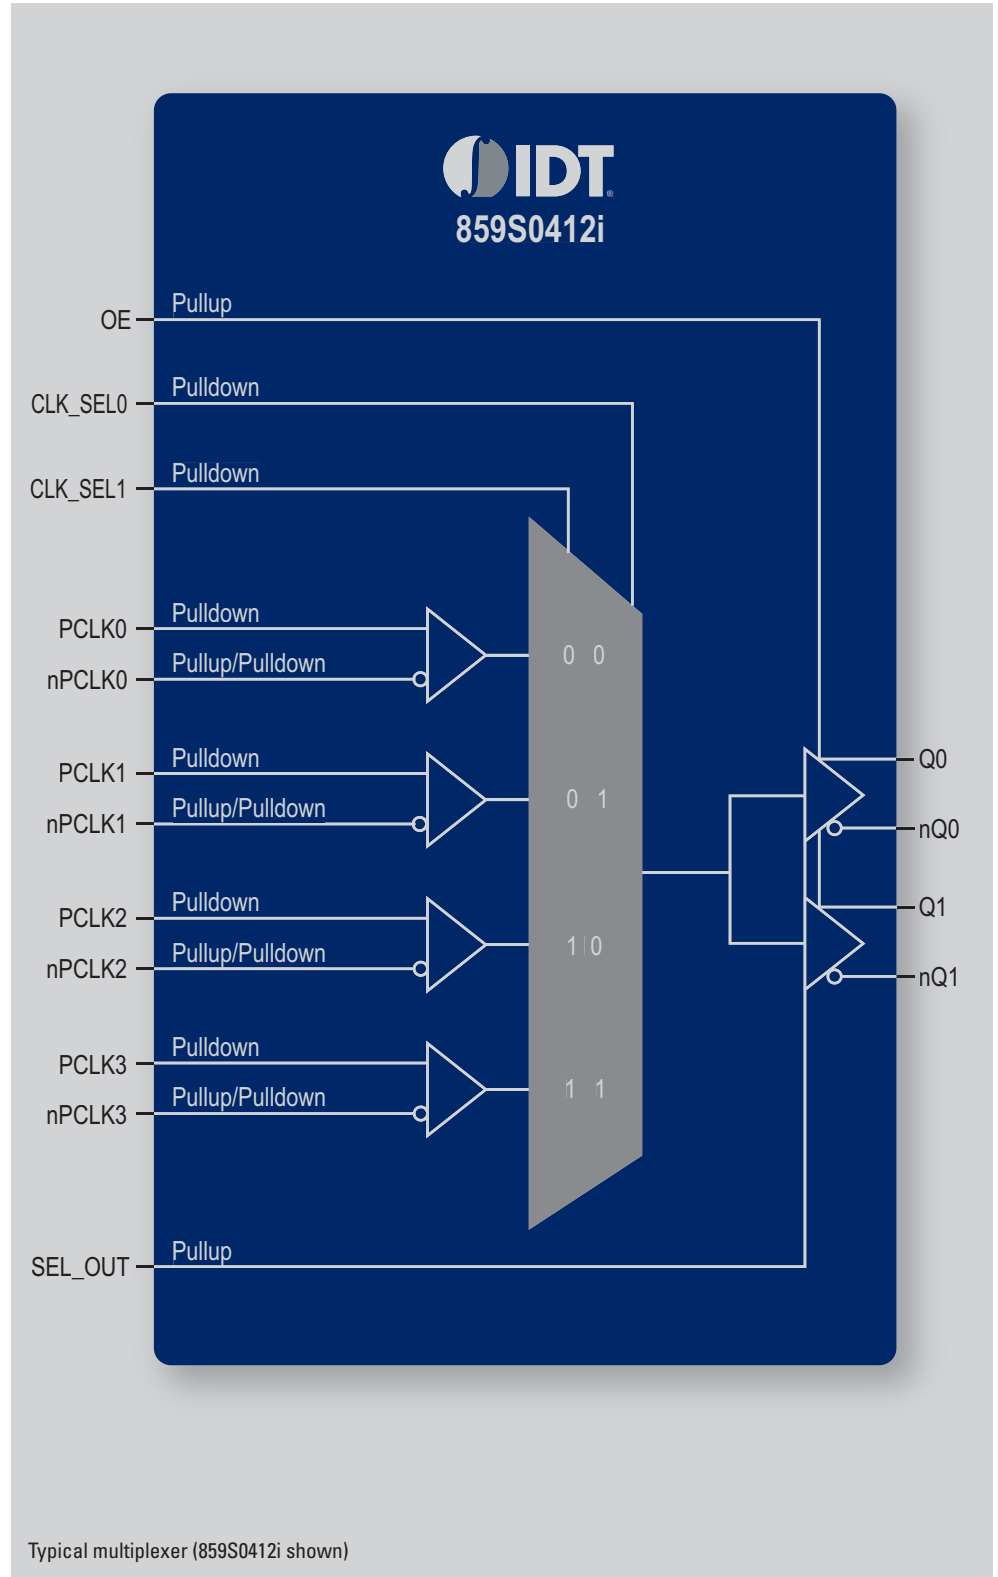 IDT®
859S0412i
Pullup
OE
Pulldown
CLK_SEL0
Pulldown
CLK_SEL1
Pulldown
PCLK0
Pullup/Pulldown
nPCLK0
0 0
Pulldown
PCLK1
Pullup/Pulldown
nPCLK1
0 1
Pulldown
PCLK2
Pullup/Pulldown
nPCLK2
1 0
Pulldown
PCLK3
Pullup/Pulldown
nPCLK3
1 1
Q0
nQ0
Q1
nQ1
Pullup
SEL_OUT
Typical multiplexer (859S0412i shown)